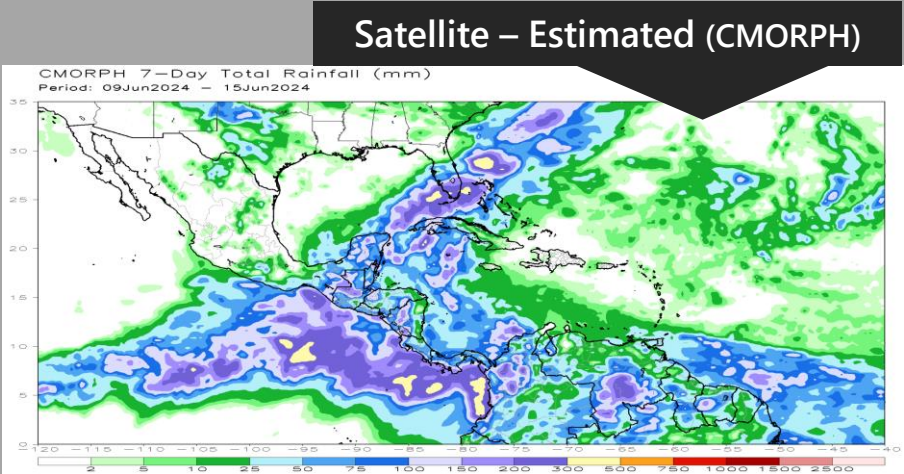 Satellite – Estimated (CMORPH)
CMORPH 7–Day Total Rainfall (mm)
Period: 09Jun2024 – 15Jun2024
35
30
25
20
15
10
5
0
–120 –115 –110 –105 –100 –95 –90 –85 –80 –75 –70 –65 –60 –55 –50 –45 –40
2 5 10 25 50 75 100 150 200 300 500 750 1000 1500 2500